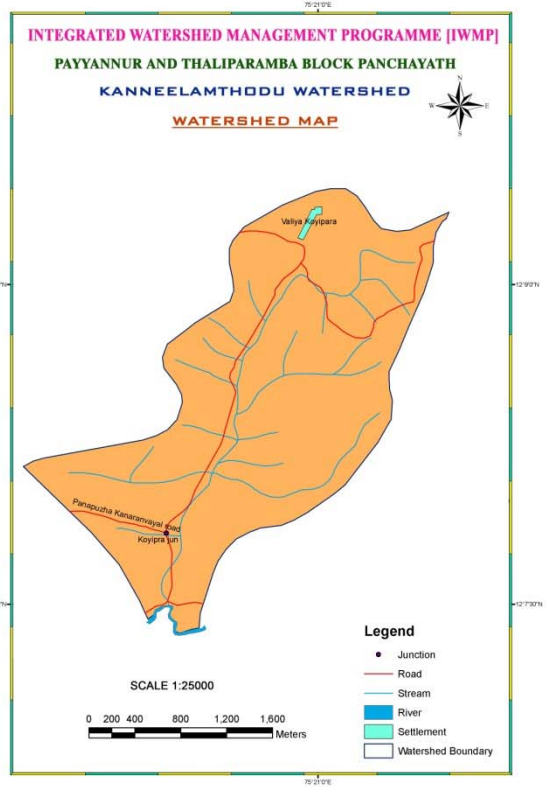 75°21'0"E
INTEGRATED WATERSHED MANAGEMENT PROGRAMME [IWMP]
PAYYANNUR AND THALIPARAMBA BLOCK PANCHAYATH
KANNEELAMTHODU WATERSHED
WATERSHED MAP
N
W E
S
Valiya Koyipara
12°9'0"N
Panapuzha Kanaranvayal road
Koyipra jun
12°7'30"N
Legend
Junction
Road
Stream
River
Settlement
Watershed Boundary
SCALE 1:25000
0 200 400 800 1,200 1,600
Meters
75°21'0"E